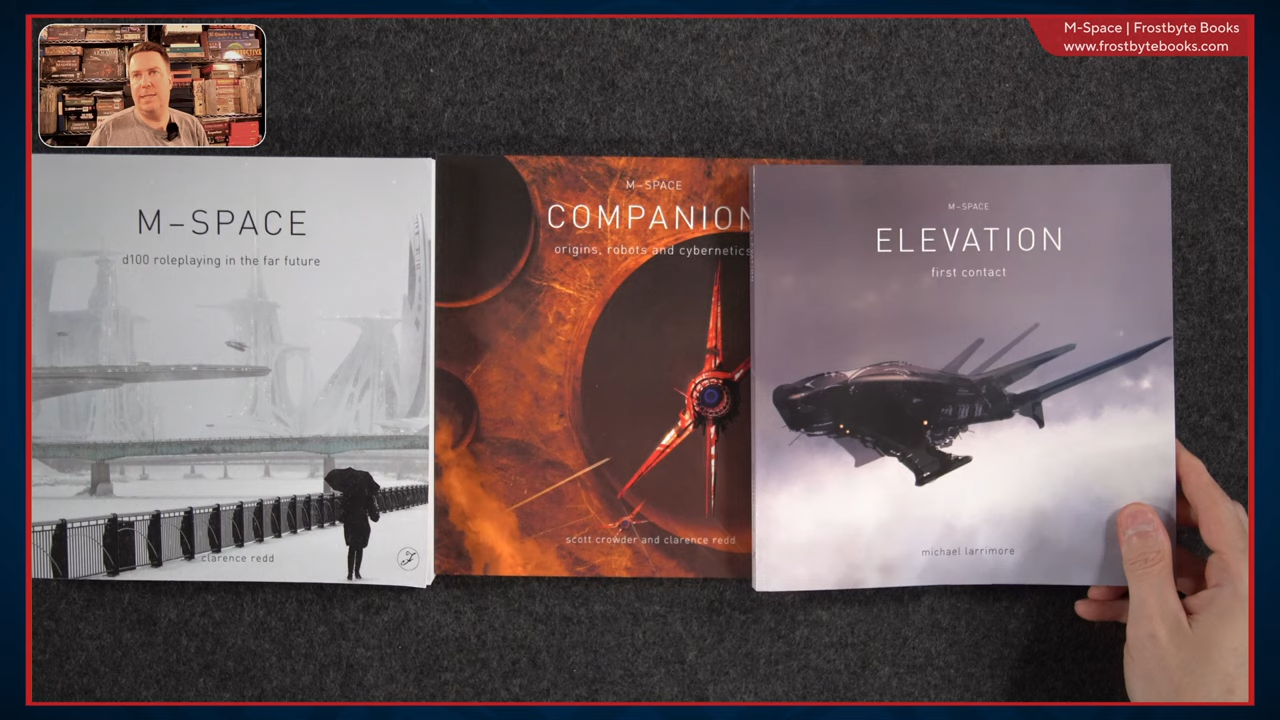 M-Space | Frostbyte Books
www.frostbytebooks.com
M–SPACE
d100 roleplaying in the far future
clarence redd
M–SPACE
COMPANION
origins, robots and cybernetics
scott crowder and clarence redd
M–SPACE
ELEVATION
first contact
michael larrimore